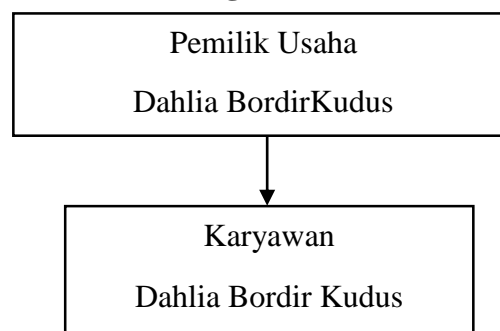 Pemilik Usaha
Dahlia BordirKudus
Karyawan
Dahlia Bordir Kudus